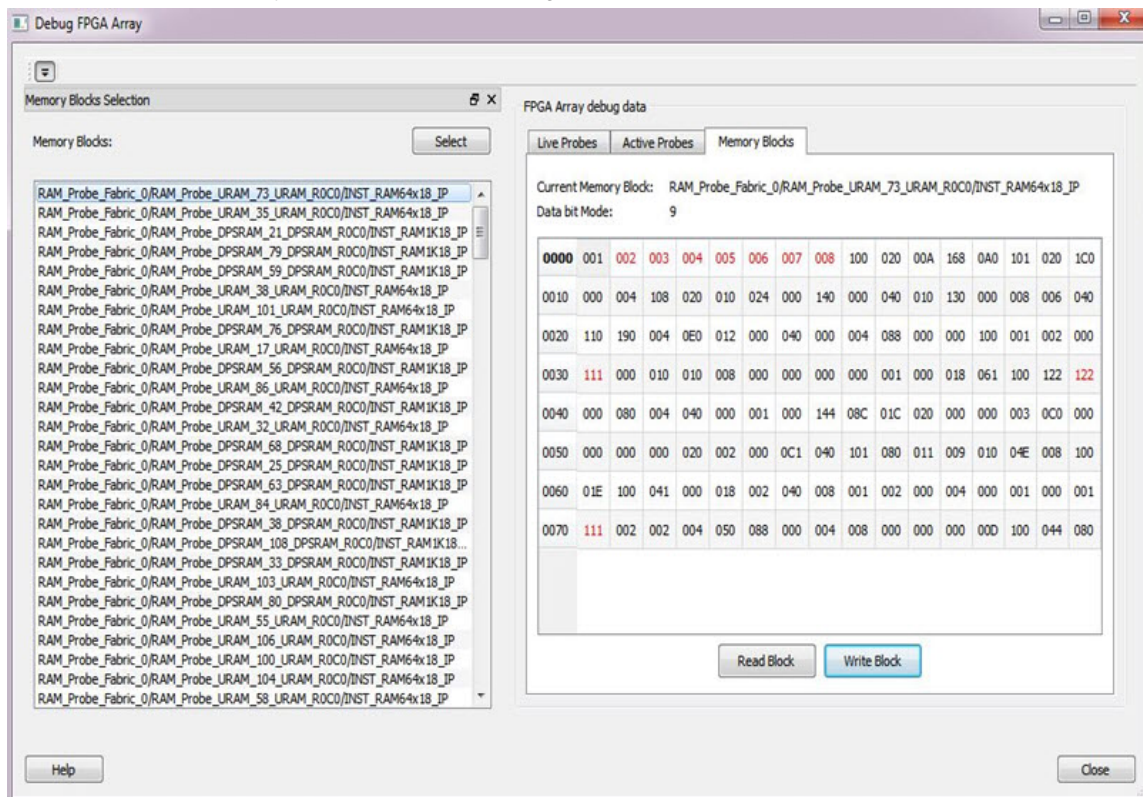 Debug FPGA Array
Memory Blocks Selection
Memory Blocks:
Select
RAM_Probe_Fabric_0/RAM_Probe_URAM_73_URAM_R0C0/INST_RAM64x18_IP
RAM_Probe_Fabric_0/RAM_Probe_URAM_35_URAM_R0C0/INST_RAM64x18_IP
RAM_Probe_Fabric_0/RAM_Probe_DPSRAM_21_DPSRAM_R0C0/INST_RAM1K18_IP
RAM_Probe_Fabric_0/RAM_Probe_DPSRAM_79_DPSRAM_R0C0/INST_RAM1K18_IP
RAM_Probe_Fabric_0/RAM_Probe_DPSRAM_59_DPSRAM_R0C0/INST_RAM1K18_IP
RAM_Probe_Fabric_0/RAM_Probe_URAM_38_URAM_R0C0/INST_RAM64x18_IP
RAM_Probe_Fabric_0/RAM_Probe_URAM_101_URAM_R0C0/INST_RAM64x18_IP
RAM_Probe_Fabric_0/RAM_Probe_DPSRAM_76_DPSRAM_R0C0/INST_RAM1K18_IP
RAM_Probe_Fabric_0/RAM_Probe_URAM_17_URAM_R0C0/INST_RAM64x18_IP
RAM_Probe_Fabric_0/RAM_Probe_DPSRAM_56_DPSRAM_R0C0/INST_RAM1K18_IP
RAM_Probe_Fabric_0/RAM_Probe_URAM_86_URAM_R0C0/INST_RAM64x18_IP
RAM_Probe_Fabric_0/RAM_Probe_DPSRAM_42_DPSRAM_R0C0/INST_RAM1K18_IP
RAM_Probe_Fabric_0/RAM_Probe_URAM_32_URAM_R0C0/INST_RAM64x18_IP
RAM_Probe_Fabric_0/RAM_Probe_DPSRAM_68_DPSRAM_R0C0/INST_RAM1K18_IP
RAM_Probe_Fabric_0/RAM_Probe_DPSRAM_25_DPSRAM_R0C0/INST_RAM1K18_IP
RAM_Probe_Fabric_0/RAM_Probe_DPSRAM_63_DPSRAM_R0C0/INST_RAM1K18_IP
RAM_Probe_Fabric_0/RAM_Probe_URAM_84_URAM_R0C0/INST_RAM64x18_IP
RAM_Probe_Fabric_0/RAM_Probe_DPSRAM_38_DPSRAM_R0C0/INST_RAM1K18_IP
RAM_Probe_Fabric_0/RAM_Probe_DPSRAM_108_DPSRAM_R0C0/INST_RAM1K18...
RAM_Probe_Fabric_0/RAM_Probe_DPSRAM_33_DPSRAM_R0C0/INST_RAM1K18_IP
RAM_Probe_Fabric_0/RAM_Probe_URAM_103_URAM_R0C0/INST_RAM64x18_IP
RAM_Probe_Fabric_0/RAM_Probe_DPSRAM_80_DPSRAM_R0C0/INST_RAM1K18_IP
RAM_Probe_Fabric_0/RAM_Probe_URAM_55_URAM_R0C0/INST_RAM64x18_IP
RAM_Probe_Fabric_0/RAM_Probe_URAM_106_URAM_R0C0/INST_RAM64x18_IP
RAM_Probe_Fabric_0/RAM_Probe_URAM_100_URAM_R0C0/INST_RAM64x18_IP
RAM_Probe_Fabric_0/RAM_Probe_URAM_104_URAM_R0C0/INST_RAM64x18_IP
RAM_Probe_Fabric_0/RAM_Probe_URAM_58_URAM_R0C0/INST_RAM64x18_IP
FPGA Array debug data
Live Probes Active Probes Memory Blocks
Current Memory Block: RAM_Probe_Fabric_0/RAM_Probe_URAM_73_URAM_R0C0/INST_RAM64x18_IP
Data bit Mode: 9
0000 001 002 003 004 005 006 007 008 100 020 00A 168 0A0 101 020 1C0
0010 000 004 108 020 010 024 000 140 000 040 010 130 000 008 006 040
0020 110 190 004 0E0 012 000 040 000 004 088 000 000 100 001 002 000
0030 111 000 010 010 008 000 000 000 000 001 000 018 061 100 122 122
0040 000 080 004 040 000 001 000 144 08C 01C 020 000 000 003 0C0 000
0050 000 000 000 020 002 000 0C1 040 101 080 011 009 010 04E 008 100
0060 01E 100 041 000 018 002 040 008 001 002 000 004 000 001 000 001
0070 111 002 002 004 050 088 000 004 008 000 000 000 00D 100 044 080
Read Block Write Block
Help Close